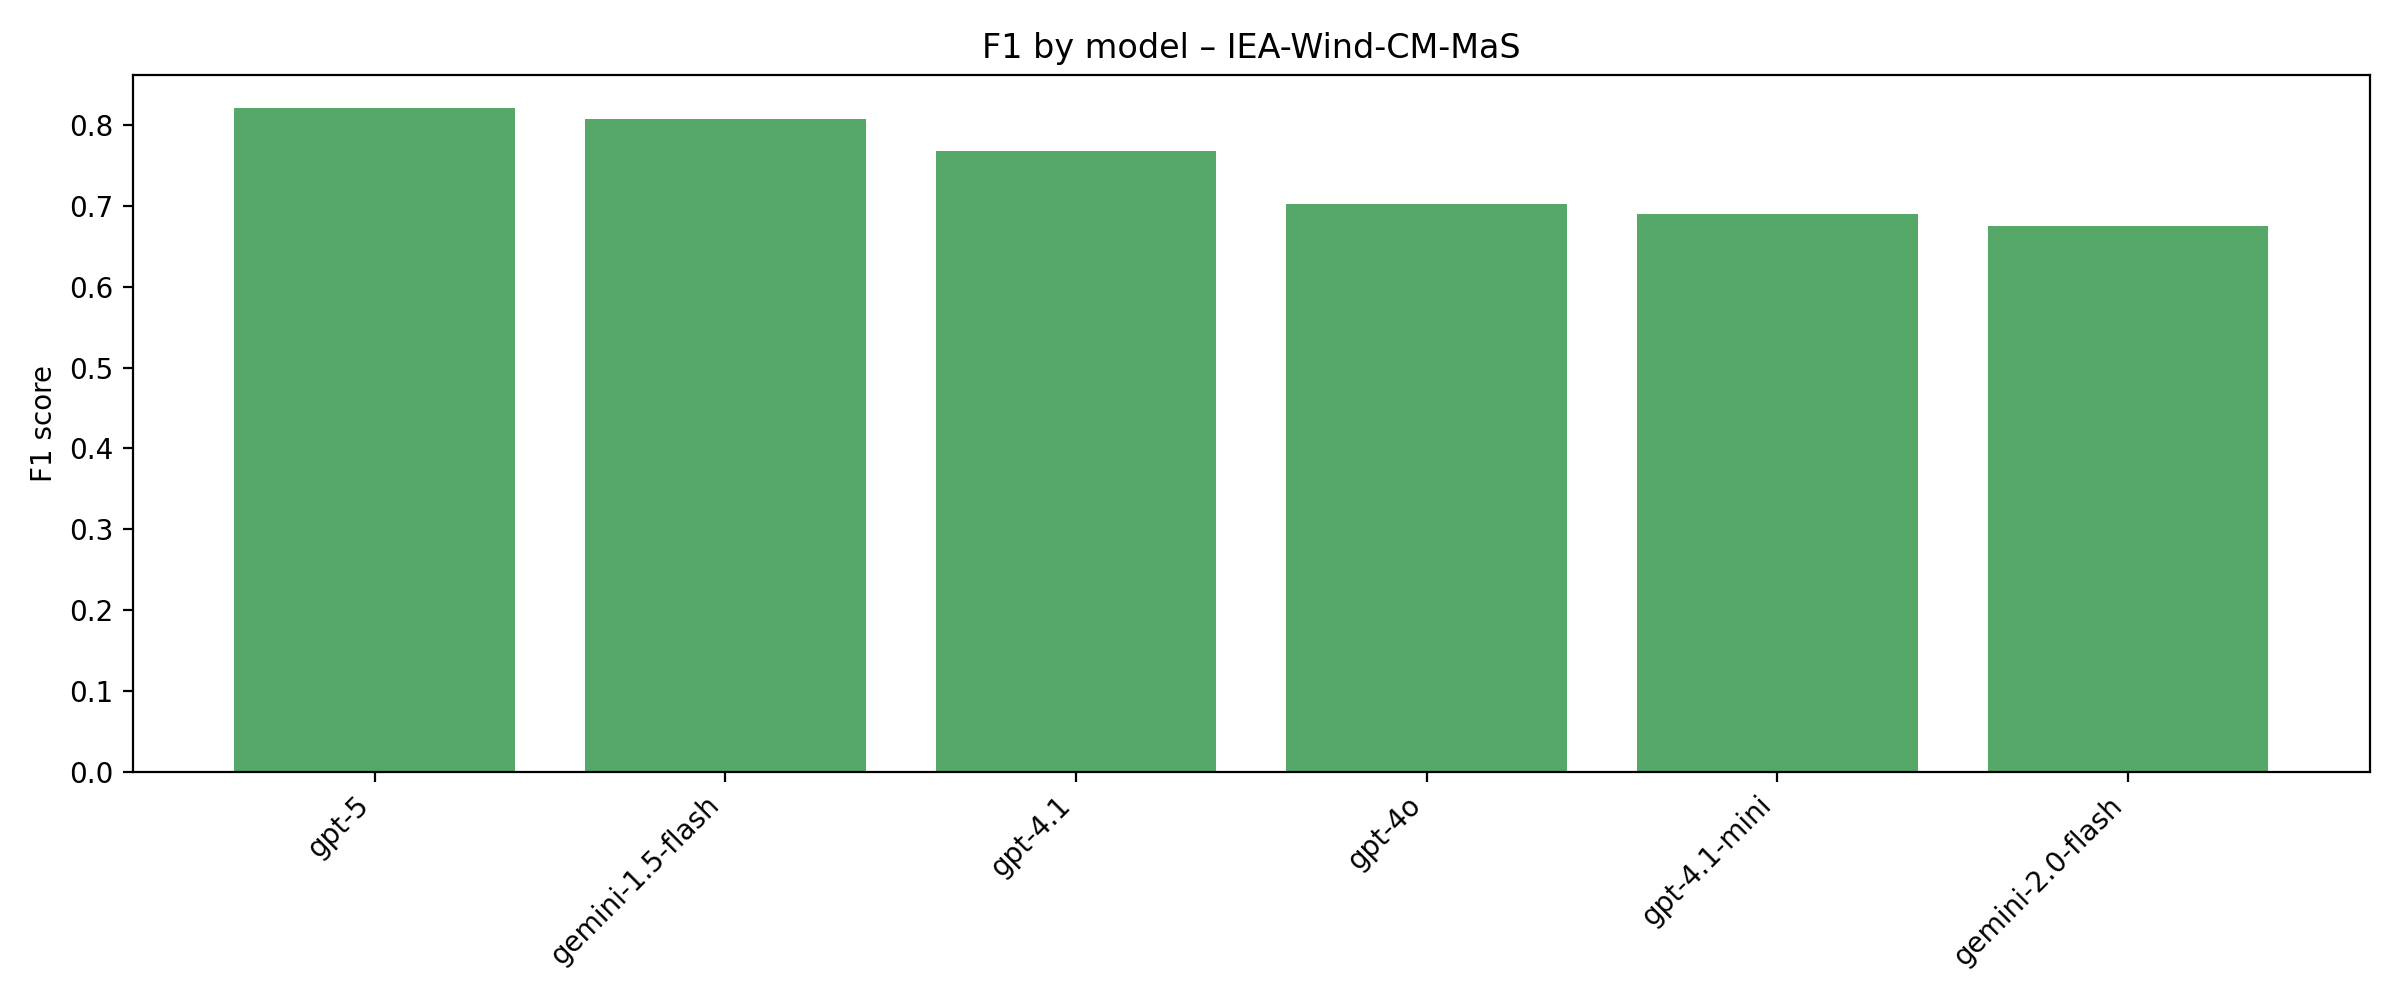 F1 by model – IEA-Wind-CM-MaS
F1 score
0.8
0.7
0.6
0.5
0.4
0.3
0.2
0.1
0.0
gpt-5
gemini-1.5-flash
gpt-4.1
gpt-4o
gpt-4.1-mini
gemini-2.0-flash